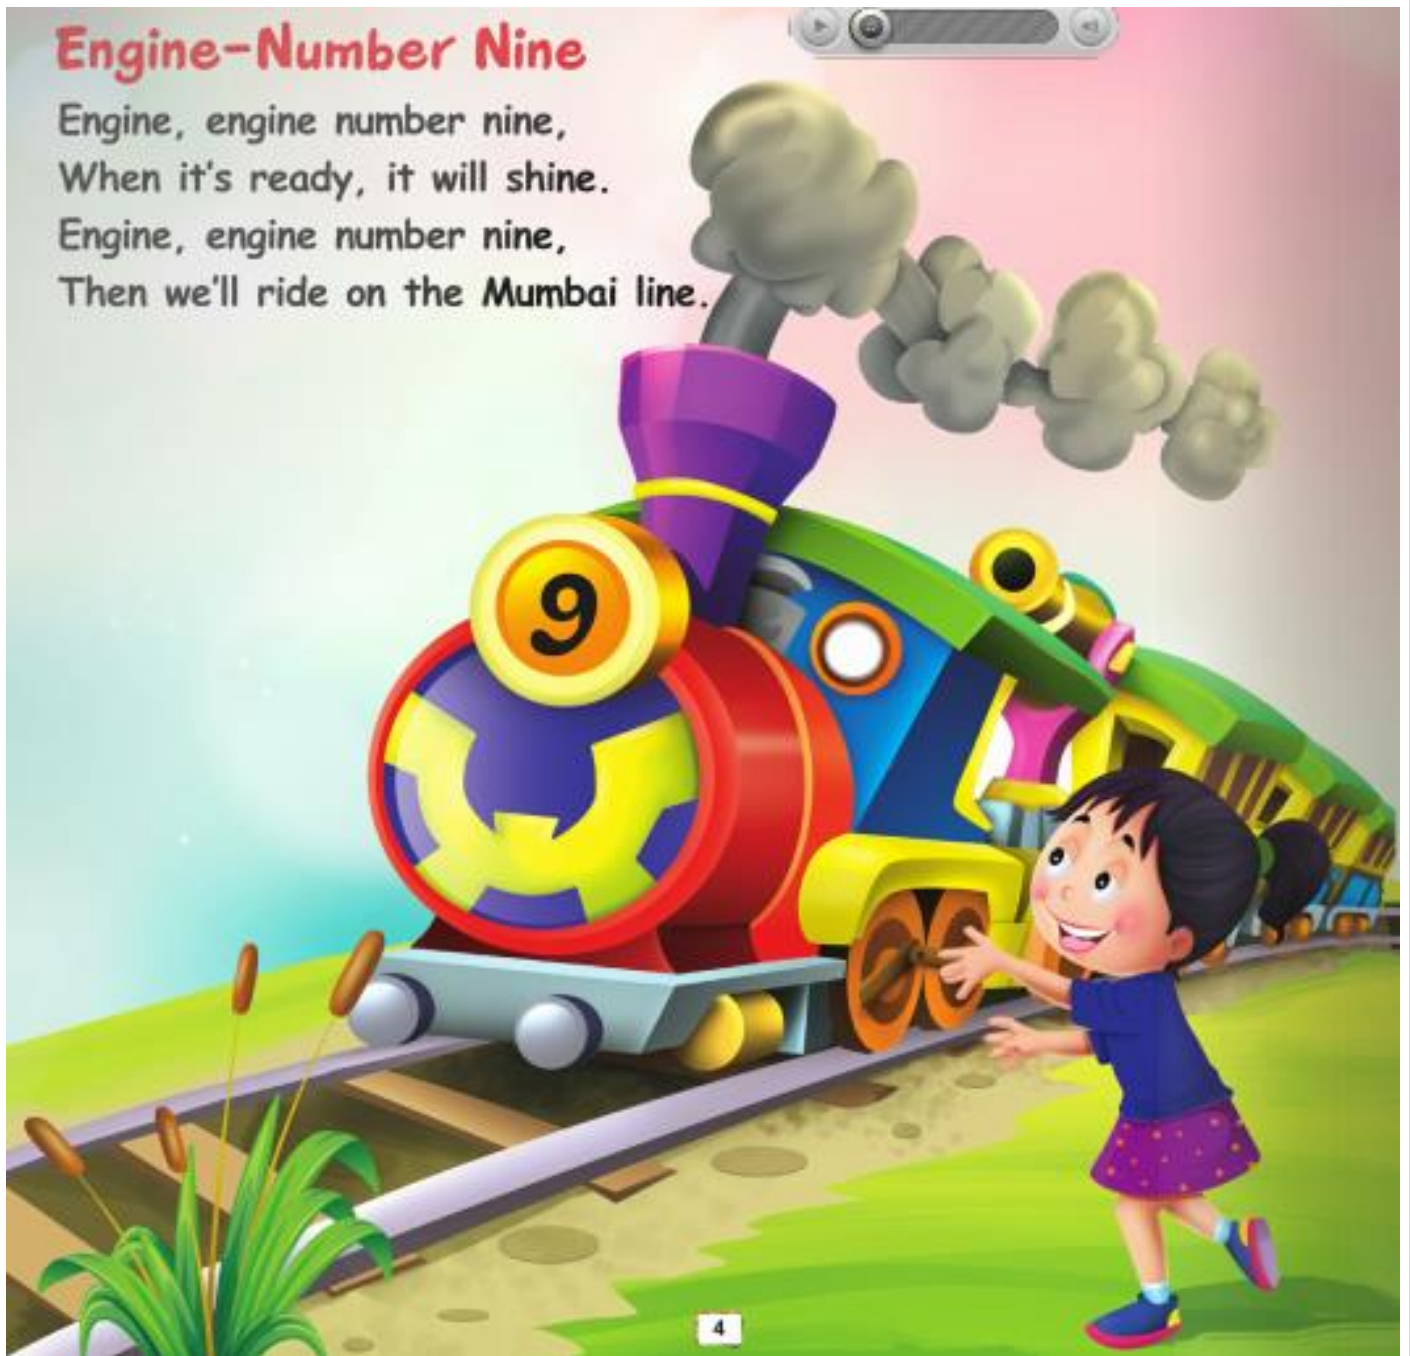 Engine-Number Nine
Engine, engine number nine,
When it's ready, it will shine.
Engine, engine number nine,
Then we'll ride on the Mumbai line.
9
4